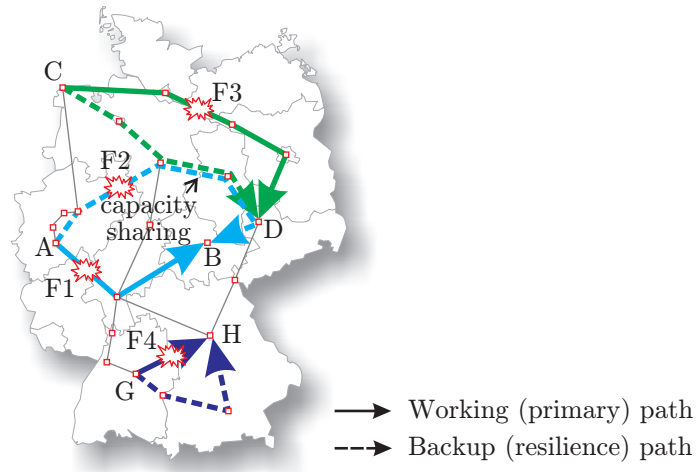 C
F3
F2
capacity
sharing
A
D
B
F1
F4
H
G
Working (primary) path
Backup (resilience) path